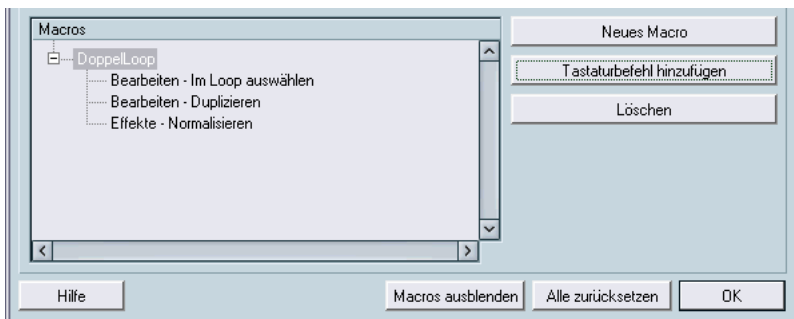 Macros
DoppelLoop
Bearbeiten - Im Loop auswählen
Bearbeiten - Duplizieren
Effekte - Normalisieren
Neues Macro
Tastaturbefehl hinzufügen
Löschen
Hilfe
Macros ausblenden
Alle zurücksetzen
OK